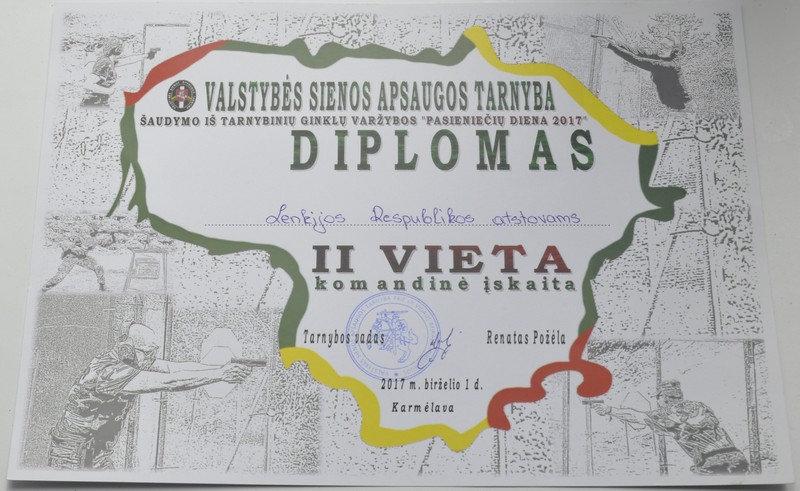 VALSTYBĖS SIENOS APSAUGOS TARNYBA
ŠAUDYMO IŠ TARNYBINIŲ GINKLŲ VARŽYBOS "PASIENIEČIŲ DIENA 2017"
DIPLOMAS
Lenkijos Respublikos atstovams
II VIETA
komandinė įskaita
Tarnybos vadas Renatas Požėla
2017 m. birželio 1 d.
Karmėlava